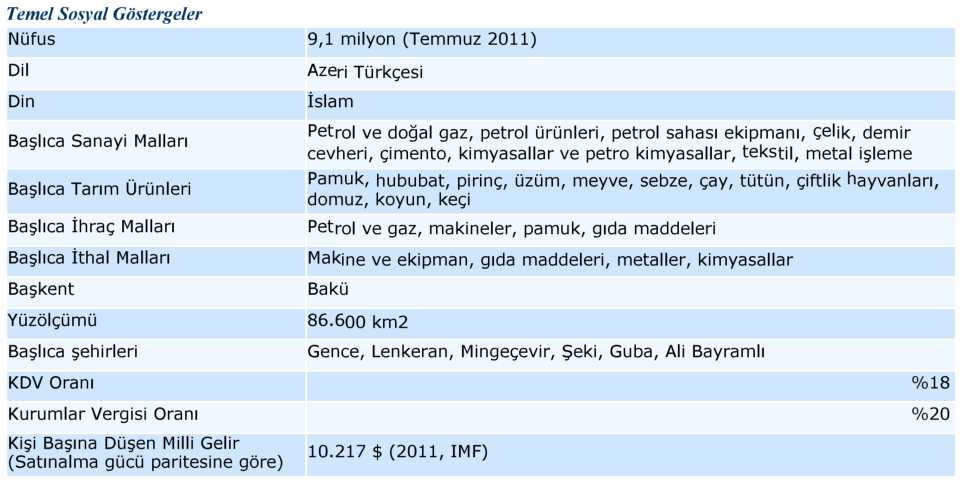 Temel Sosyal Göstergeler
Nüfus 9,1 milyon (Temmuz 2011)
Dil Azeri Türkçesi
Din İslam
Başlıca Sanayi Malları Petrol ve doğal gaz, petrol ürünleri, petrol sahası ekipmanı, çelik, demir
cevheri, çimento, kimyasallar ve petro kimyasallar, tekstil, metal işleme
Başlıca Tarım Ürünleri Pamuk, hububat, pirinç, üzüm, meyve, sebze, çay, tütün, çiftlik hayvanları,
domuz, koyun, keçi
Başlıca İhraç Malları Petrol ve gaz, makineler, pamuk, gıda maddeleri
Başlıca İthal Malları Makine ve ekipman, gıda maddeleri, metaller, kimyasallar
Başkent Bakü
Yüzölçümü 86.600 km2
Başlıca şehirleri Gence, Lenkeran, Mingeçevir, Şeki, Guba, Ali Bayramlı
KDV Oranı %18
Kurumlar Vergisi Oranı %20
Kişi Başına Düşen Milli Gelir
(Satınalma gücü paritesine göre) 10.217 $ (2011, IMF)